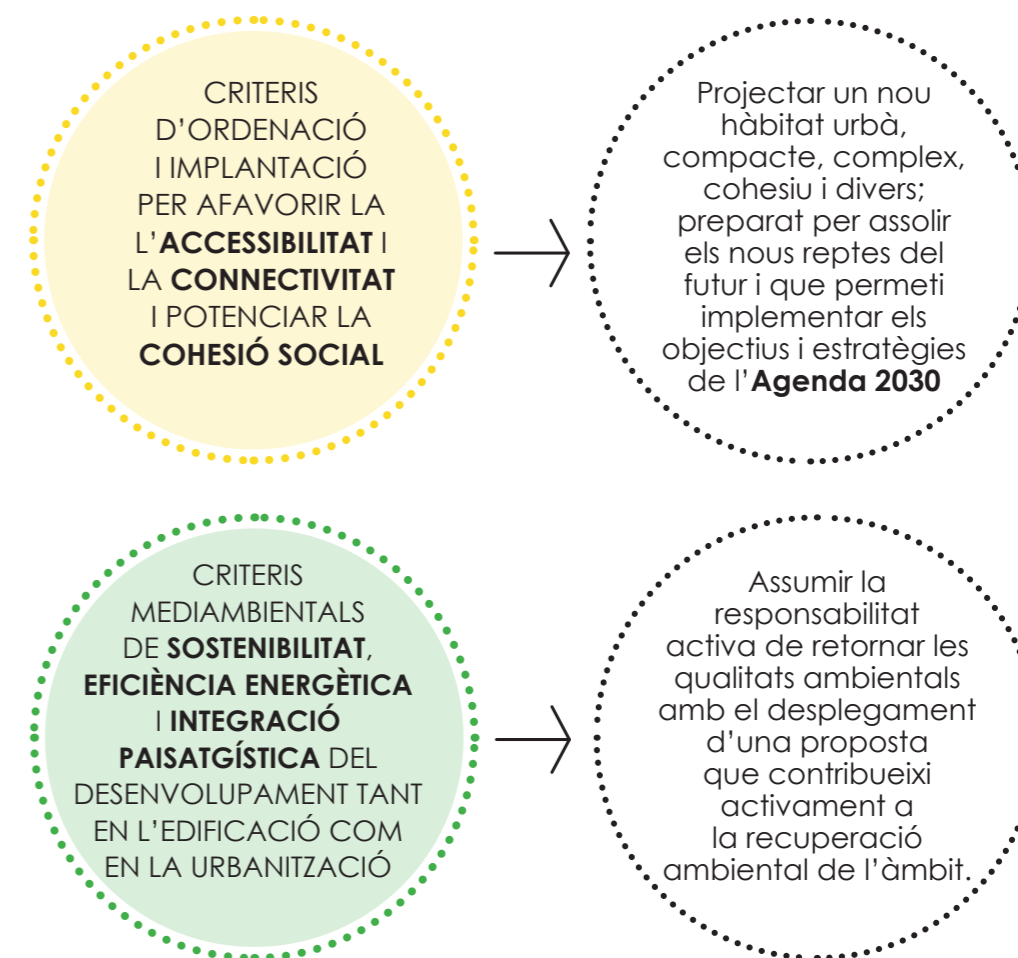 CRITERIS
D’ORDENACIÓ
I IMPLANTACIÓ
PER AFAVORIR LA
L’ACCESSIBILITAT I
LA CONNECTIVITAT
I POTENCIAR LA
COHESIÓ SOCIAL
Projectar un nou
hàbitat urbà,
compacte, complex,
cohesiu i divers;
preparat per assolir
els nous reptes del
futur i que permeti
implementar els
objectius i estratègies
de l’Agenda 2030
CRITERIS
MEDIAMBIENTALS
DE SOSTENIBILITAT,
EFICIÈNCIA ENERGÈTICA
I INTEGRACIÓ
PAISATGÍSTICA DEL
DESENVOLUPAMENT TANT
EN L’EDIFICACIÓ COM
EN LA URBANITZACIÓ
Assumir la
responsabilitat
activa de retornar les
qualitats ambientals
amb el desplegament
d’una proposta
que contribueixi
activament a
la recuperació
ambiental de l’àmbit.